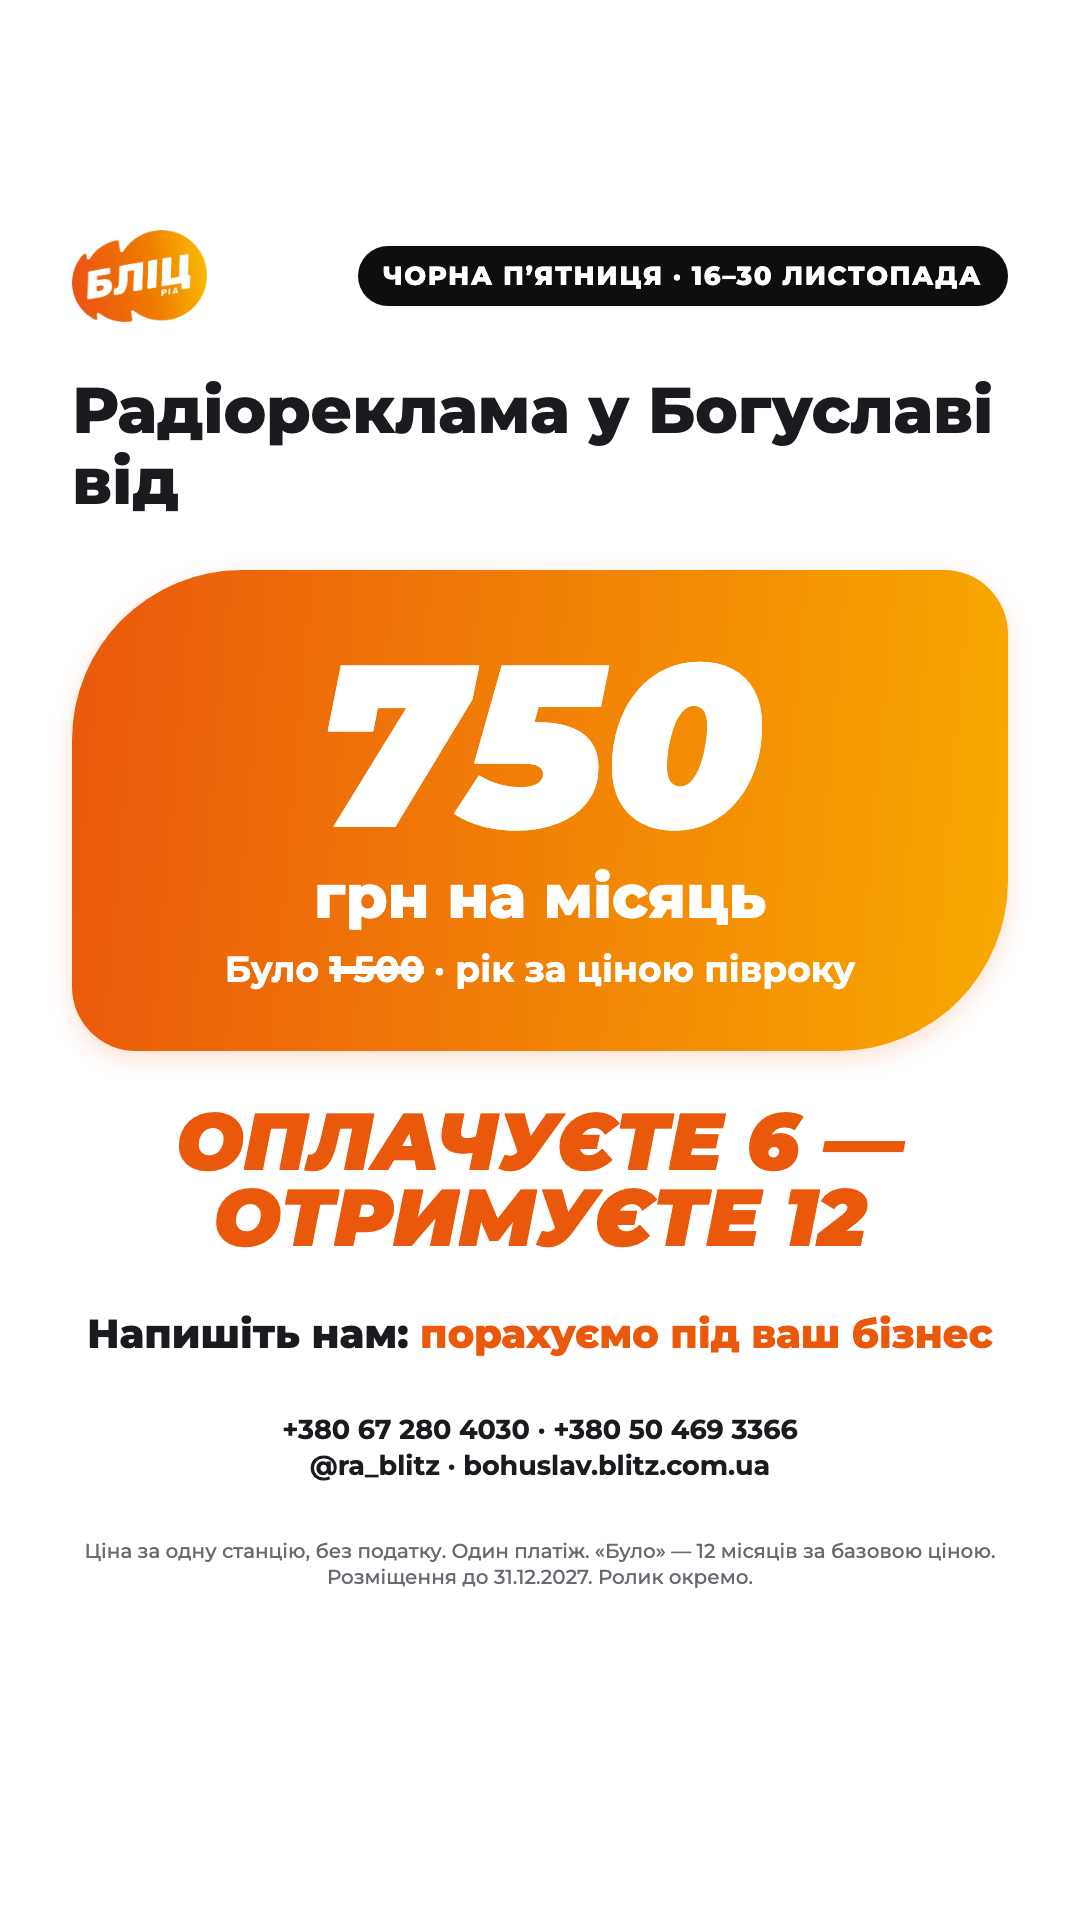 БЛІЦ
РІА
ЧОРНА П’ЯТНИЦЯ · 16–30 ЛИСТОПАДА
Радіореклама у Богуславі
від
750
грн на місяць
Було 1 500 · рік за ціною півроку
ОПЛАЧУЄТЕ 6 —
ОТРИМУЄТЕ 12
Напишіть нам: порахуємо під ваш бізнес
+380 67 280 4030 · +380 50 469 3366
@ra_blitz · bohuslav.blitz.com.ua
Ціна за одну станцію, без податку. Один платіж. «Було» — 12 місяців за базовою ціною.
Розміщення до 31.12.2027. Ролик окремо.